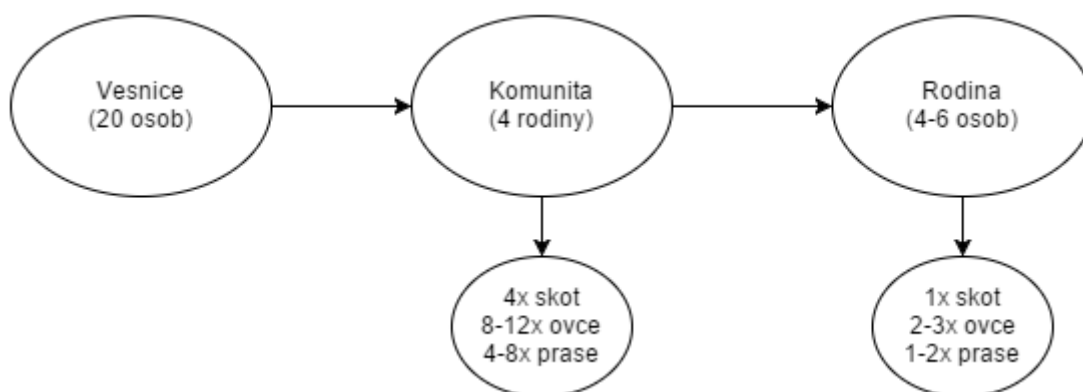 Vesnice
(20 osob)
Komunita
(4 rodiny)
Rodina
(4-6 osob)
4x skot
8-12x ovce
4-8x prase
1x skot
2-3x ovce
1-2x prase